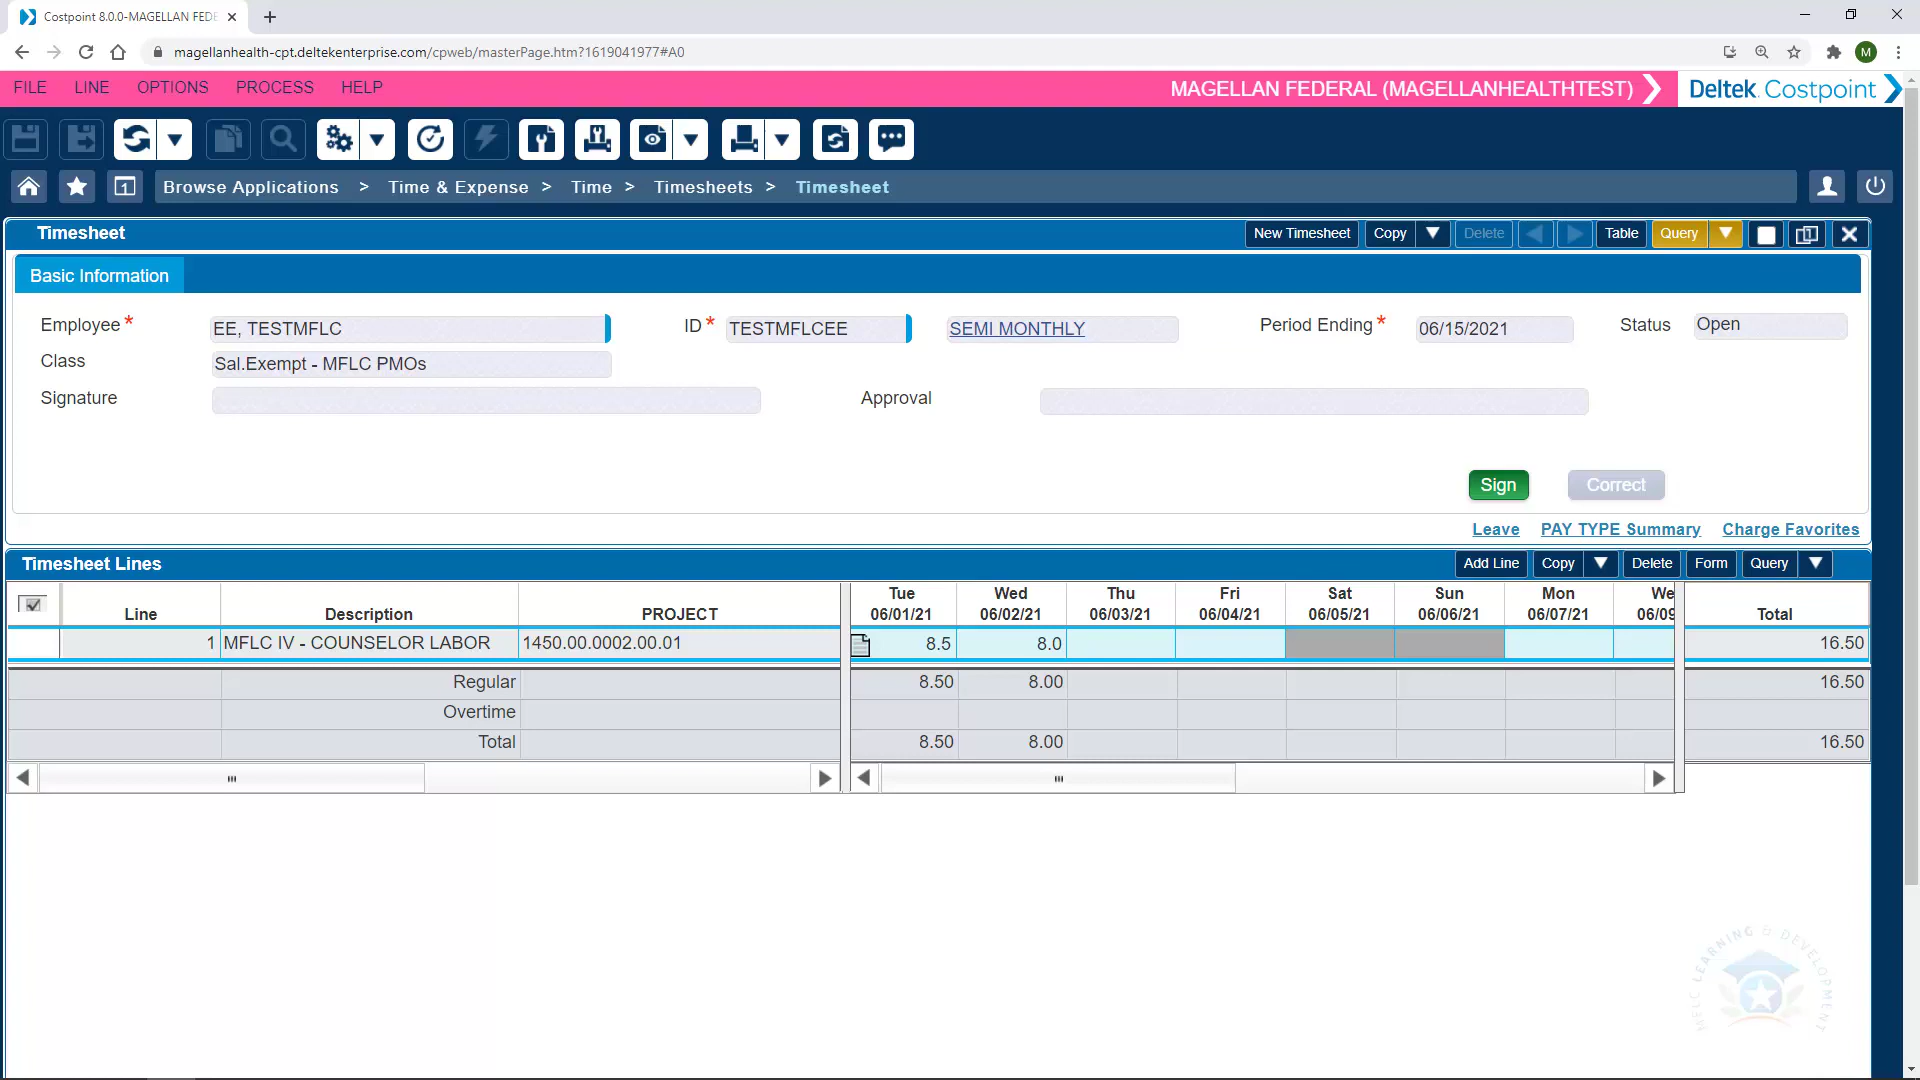 Costpoint 8.0.0-MAGELLAN FEDE
magellanhealth-cpt.deltekenterprise.com/cpweb/masterPage.htm?1619041977#A0
M
FILE LINE OPTIONS PROCESS HELP MAGELLAN FEDERAL (MAGELLANHEALTHTEST) Deltek Costpoint
1 Browse Applications > Time & Expense > Time > Timesheets > Timesheet
Timesheet New Timesheet Copy Delete Table Query
Basic Information
Employee * EE, TESTMFLC ID * TESTMFLCEE SEMI MONTHLY Period Ending * 06/15/2021 Status Open
Class Sal.Exempt - MFLC PMOs
Signature Approval
Sign Correct
Leave PAY TYPE Summary Charge Favorites
Timesheet Lines Add Line Copy Delete Form Query
Tue Wed Thu Fri Sat Sun Mon We
Line Description PROJECT 06/01/21 06/02/21 06/03/21 06/04/21 06/05/21 06/06/21 06/07/21 06/09 Total
1 MFLC IV - COUNSELOR LABOR 1450.00.0002.00.01 8.5 8.0 16.50
Regular 8.50 8.00 16.50
Overtime
Total 8.50 8.00 16.50
MFLC LEARNING & DEVELOPMENT